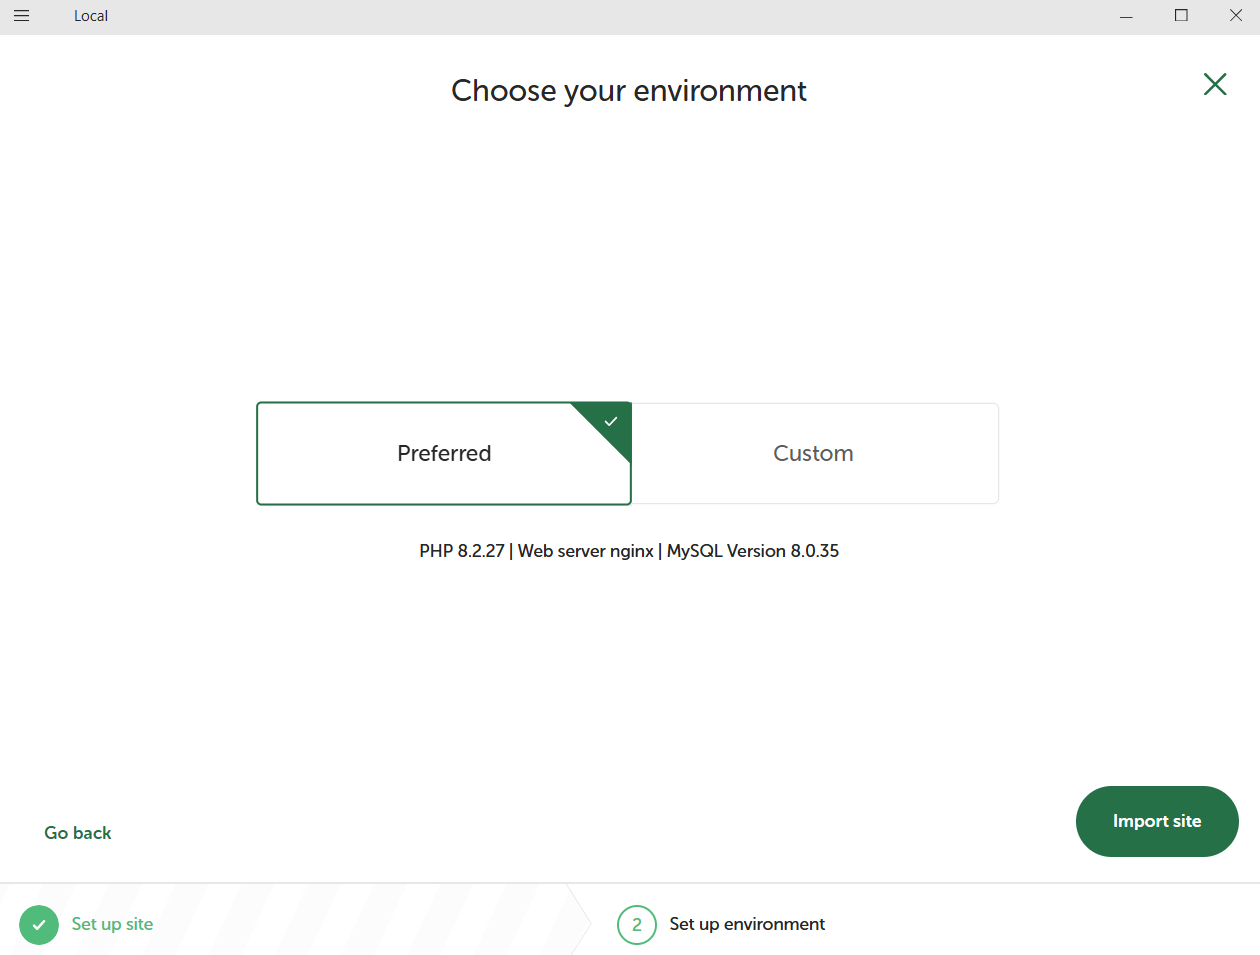 Local
Choose your environment
Preferred
Custom
PHP 8.2.27 | Web server nginx | MySQL Version 8.0.35
Go back
Import site
Set up site
2 Set up environment